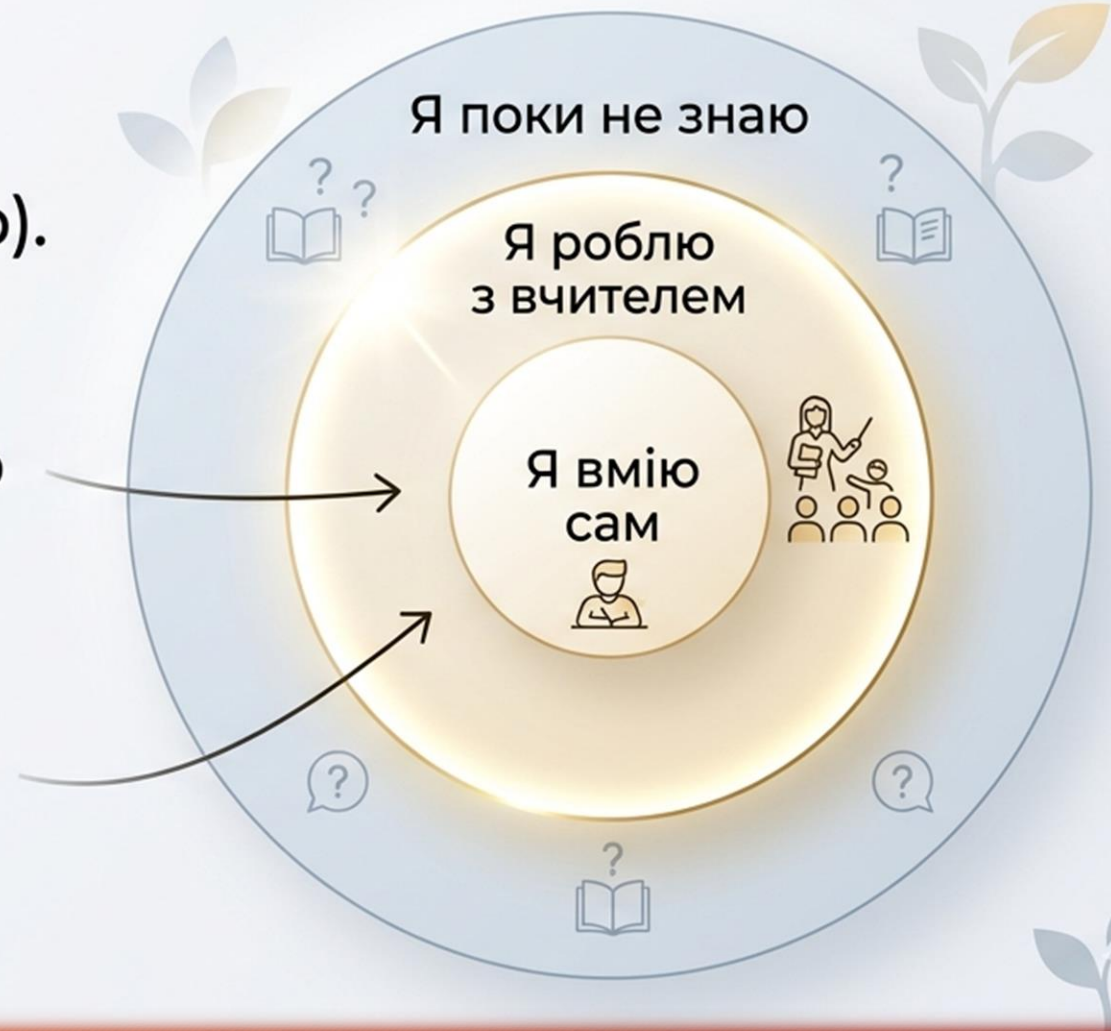 Я поки не знаю
).
Я роблю
з вчителем
Я вмію
сам